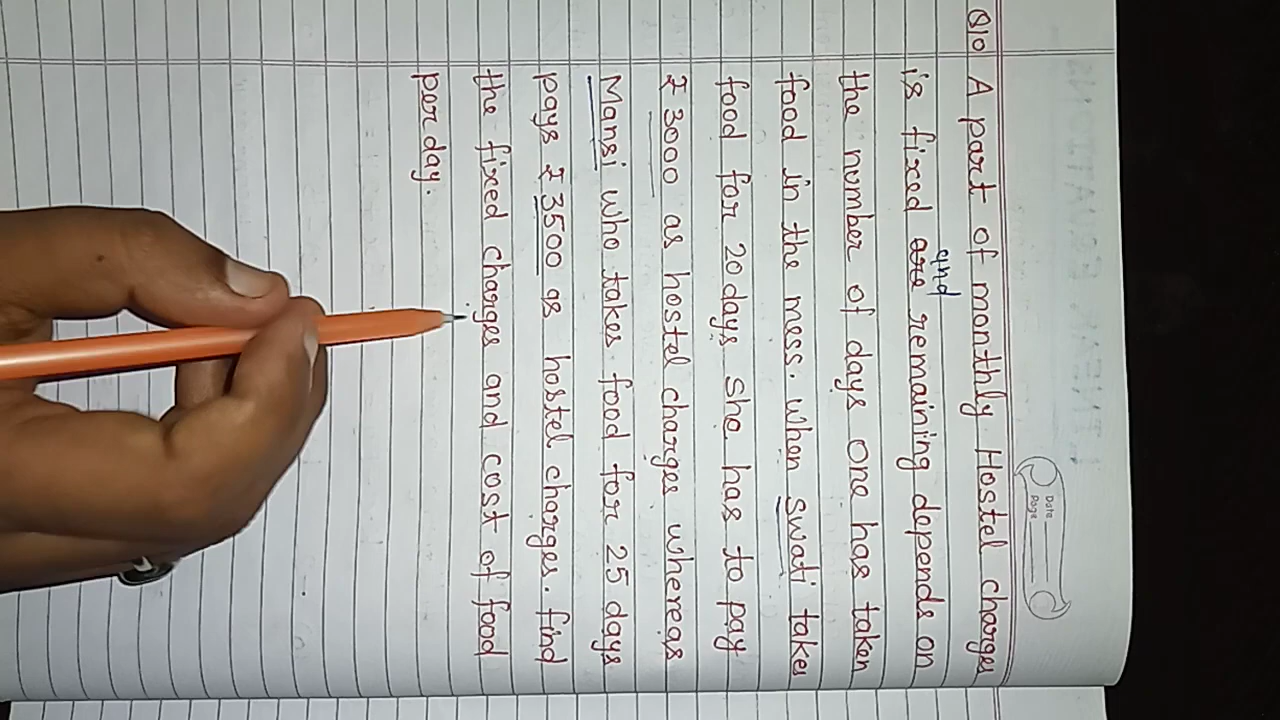 Date
Page
Q10 A part of monthly Hostel charges
is fixed and remaining depends on
the number of days one has taken
food in the mess. when swati takes
food for 20 days she has to pay
₹ 3000 as hostel charges whereas
Mansi who takes food for 25 days
pays ₹ 3500 as hostel charges. find
the fixed charges and cost of food
per day.